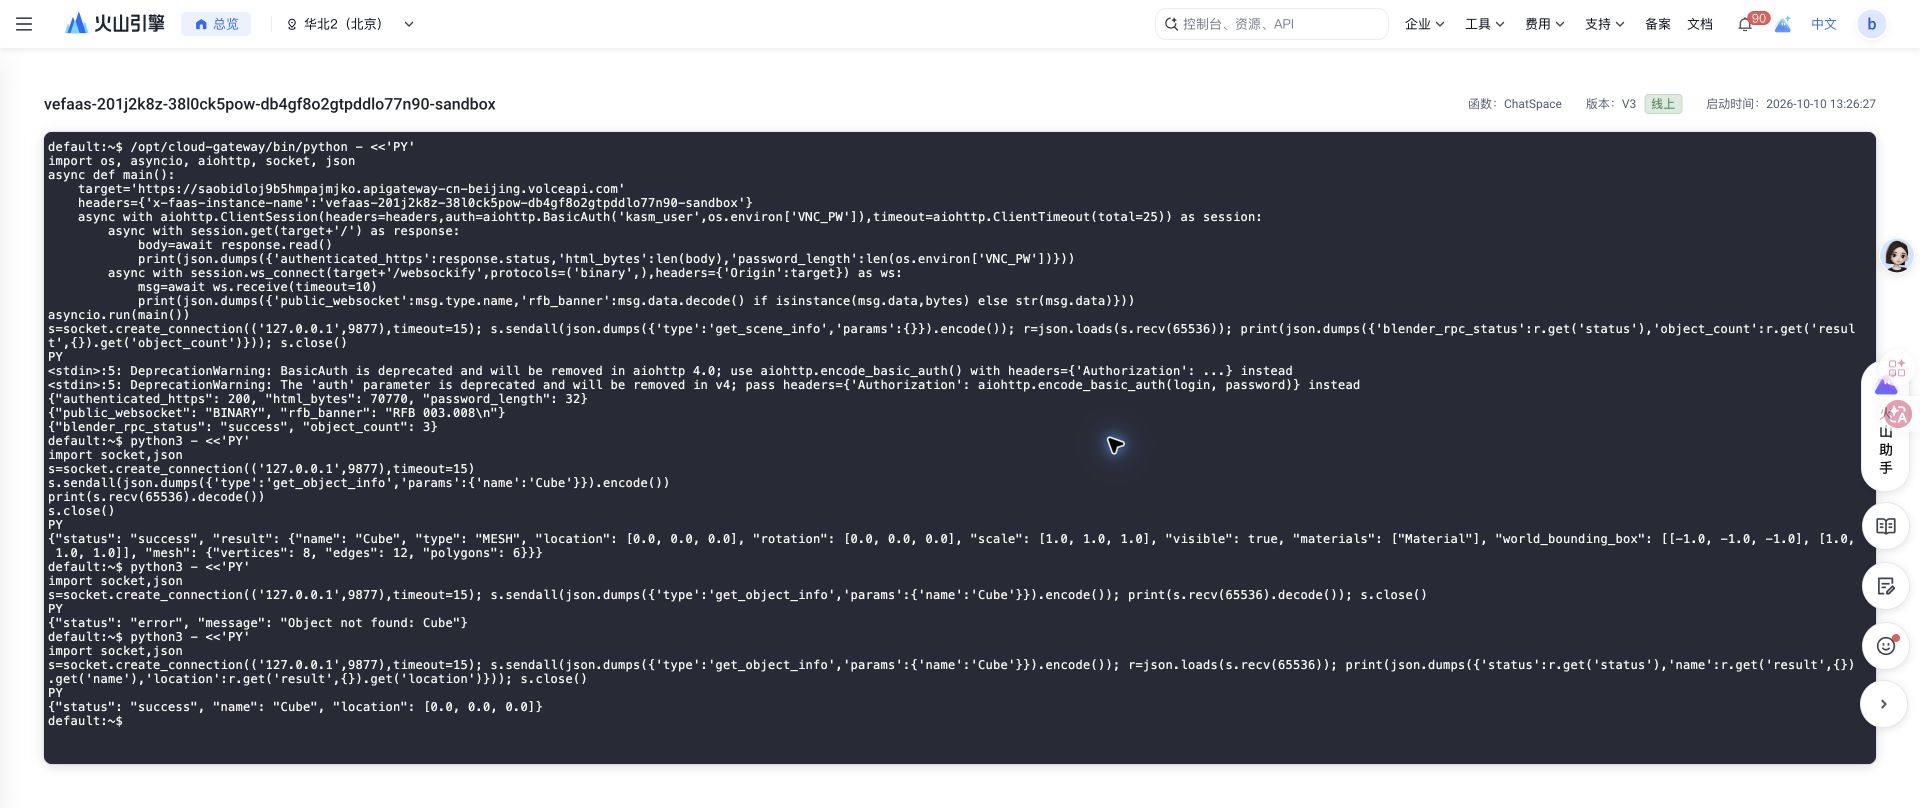 火山引擎 总览 华北2（北京） 控制台、资源、API 企业 工具 费用 支持 备案 文档 90 中文 b
vefaas-201j2k8z-38l0ck5pow-db4gf8o2gtpddlo77n90-sandbox 函数: ChatSpace 版本: V3 线上 启动时间: 2026-10-10 13:26:27
default:~$ /opt/cloud-gateway/bin/python - <<'PY'
import os, asyncio, aiohttp, socket, json
async def main():
    target='https://saobidloj9b5hmpajmjko.apigateway-cn-beijing.volceapi.com'
    headers={'x-faas-instance-name':'vefaas-201j2k8z-38l0ck5pow-db4gf8o2gtpddlo77n90-sandbox'}
    async with aiohttp.ClientSession(headers=headers,auth=aiohttp.BasicAuth('kasm_user',os.environ['VNC_PW']),timeout=aiohttp.ClientTimeout(total=25)) as session:
        async with session.get(target+'/') as response:
            body=await response.read()
            print(json.dumps({'authenticated_https':response.status,'html_bytes':len(body),'password_length':len(os.environ['VNC_PW'])}))
        async with session.ws_connect(target+'/websockify',protocols=('binary',),headers={'Origin':target}) as ws:
            msg=await ws.receive(timeout=10)
            print(json.dumps({'public_websocket':msg.type.name,'rfb_banner':msg.data.decode() if isinstance(msg.data,bytes) else str(msg.data)}))
asyncio.run(main())
s=socket.create_connection(('127.0.0.1',9877),timeout=15); s.sendall(json.dumps({'type':'get_scene_info','params':{}}).encode()); r=json.loads(s.recv(65536)); print(json.dumps({'blender_rpc_status':r.get('status'),'object_count':r.get('resul
t',{}).get('object_count')})); s.close()
PY
<stdin>:5: DeprecationWarning: BasicAuth is deprecated and will be removed in aiohttp 4.0; use aiohttp.encode_basic_auth() with headers={'Authorization': ...} instead
<stdin>:5: DeprecationWarning: The 'auth' parameter is deprecated and will be removed in v4; pass headers={'Authorization': aiohttp.encode_basic_auth(login, password)} instead
{"authenticated_https": 200, "html_bytes": 70770, "password_length": 32}
{"public_websocket": "BINARY", "rfb_banner": "RFB 003.008\n"}
{"blender_rpc_status": "success", "object_count": 3}
default:~$ python3 - <<'PY'
import socket,json
s=socket.create_connection(('127.0.0.1',9877),timeout=15)
s.sendall(json.dumps({'type':'get_object_info','params':{'name':'Cube'}}).encode())
print(s.recv(65536).decode())
s.close()
PY
{"status": "success", "result": {"name": "Cube", "type": "MESH", "location": [0.0, 0.0, 0.0], "rotation": [0.0, 0.0, 0.0], "scale": [1.0, 1.0, 1.0], "visible": true, "materials": ["Material"], "world_bounding_box": [[-1.0, -1.0, -1.0], [1.0,
 1.0, 1.0]], "mesh": {"vertices": 8, "edges": 12, "polygons": 6}}}
default:~$ python3 - <<'PY'
import socket,json
s=socket.create_connection(('127.0.0.1',9877),timeout=15); s.sendall(json.dumps({'type':'get_object_info','params':{'name':'Cube'}}).encode()); print(s.recv(65536).decode()); s.close()
PY
{"status": "error", "message": "Object not found: Cube"}
default:~$ python3 - <<'PY'
import socket,json
s=socket.create_connection(('127.0.0.1',9877),timeout=15); s.sendall(json.dumps({'type':'get_object_info','params':{'name':'Cube'}}).encode()); r=json.loads(s.recv(65536)); print(json.dumps({'status':r.get('status'),'name':r.get('result',{})
.get('name'),'location':r.get('result',{}).get('location')})); s.close()
PY
{"status": "success", "name": "Cube", "location": [0.0, 0.0, 0.0]}
default:~$
火山助手